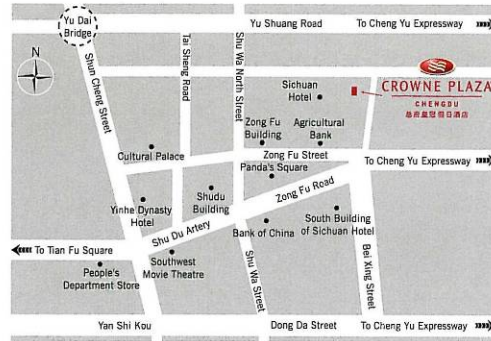 Yu Dai
Bridge
Yu Shuang Road
To Cheng Yu Expressway
N
Shun Cheng Street
Tai Sheng Road
Shu Wa North Street
Sichuan
Hotel
CROWNE PLAZA
CHENGDU
Zong Fu
Building
Agricultural
Bank
Cultural Palace
Zong Fu Street
To Cheng Yu Expressway
Panda's Square
Yinhe Dynasty
Hotel
Shudu
Building
Zong Fu Road
Shu Du Artery
Bank of China
South Building
of Sichuan Hotel
To Tian Fu Square
People's
Department Store
Southwest
Movie Theatre
Shu Wa Street
Bei Xing Street
Yan Shi Kou
Dong Da Street
To Cheng Yu Expressway